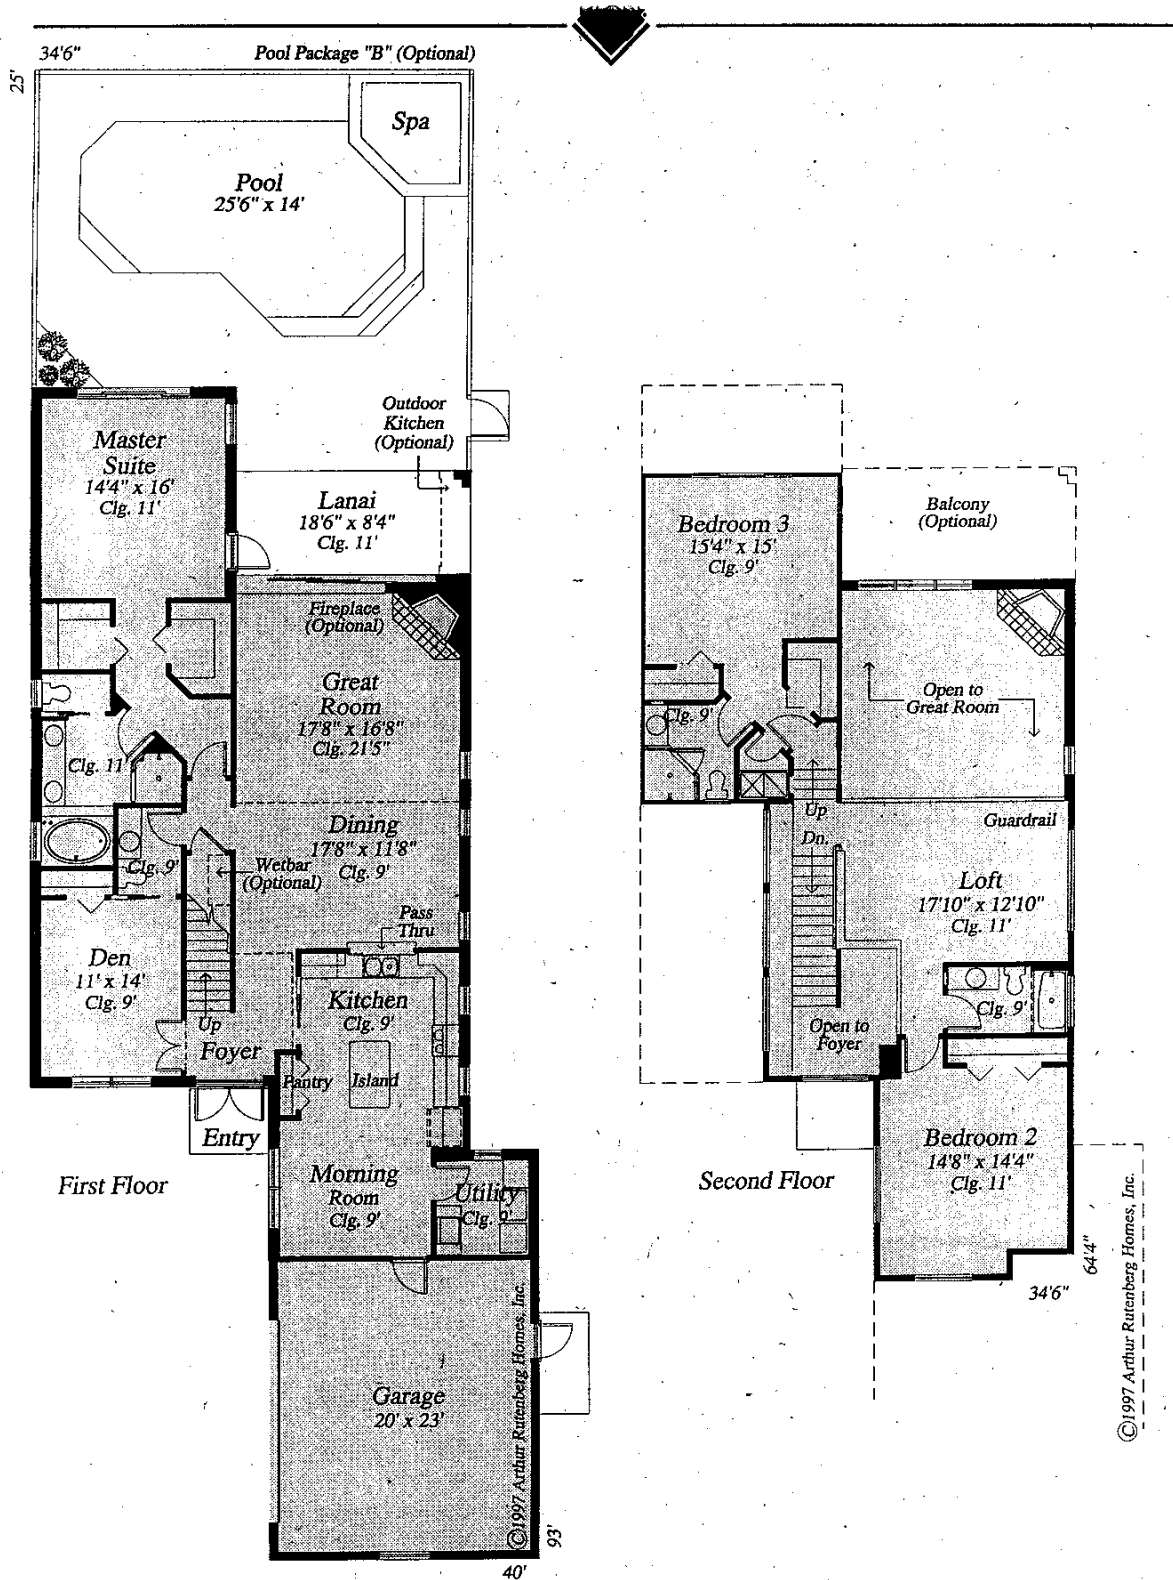 34'6" Pool Package "B" (Optional)
25'
Spa
Pool
25'6" x 14'
Outdoor
Kitchen
(Optional)
Master
Suite
14'4" x 16'
Clg. 11'
Lanai
18'6" x 8'4"
Clg. 11'
Fireplace
(Optional)
Great
Room
17'8" x 16'8"
Clg. 21'5"
Clg. 11'
Dining
17'8" x 11'8"
Clg. 9'
Clg. 9'
Wetbar
(Optional)
Pass
Thru
Den
11' x 14'
Clg. 9'
Up
Foyer
Kitchen
Clg. 9'
Pantry
Island
Entry
First Floor
Morning
Room
Clg. 9'
Utility
Clg. 9'
Garage
20' x 23'
©1997 Arthur Rutenberg Homes, Inc.
93'
40'
Bedroom 3
15'4" x 15'
Clg. 9'
Balcony
(Optional)
Clg. 9'
Open to
Great Room
Up
Dn.
Guardrail
Loft
17'10" x 12'10"
Clg. 11'
Clg. 9'
Open to
Foyer
Bedroom 2
14'8" x 14'4"
Clg. 11'
Second Floor
64'4"
34'6"
©1997 Arthur Rutenberg Homes, Inc.